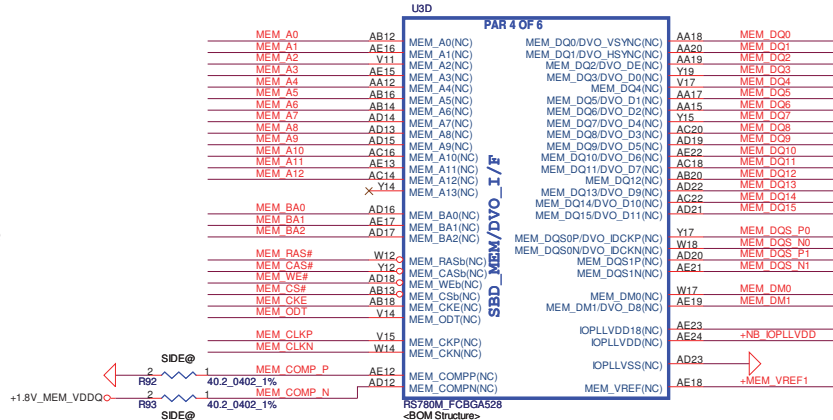 U3D
PAR 4 OF 6
MEM_A0 AB12 MEM_A0(NC) MEM_DQ0/DVO_VSYNC(NC) AA18 MEM_DQ0
MEM_A1 AE16 MEM_A1(NC) MEM_DQ1/DVO_HSYNC(NC) AA20 MEM_DQ1
MEM_A2 V11 MEM_A2(NC) MEM_DQ2/DVO_DE(NC) AA19 MEM_DQ2
MEM_A3 AE15 MEM_A3(NC) MEM_DQ3/DVO_D0(NC) Y19 MEM_DQ3
MEM_A4 AA12 MEM_A4(NC) MEM_DQ4(NC) V17 MEM_DQ4
MEM_A5 AB16 MEM_A5(NC) MEM_DQ5/DVO_D1(NC) AA17 MEM_DQ5
MEM_A6 AB14 MEM_A6(NC) MEM_DQ6/DVO_D2(NC) AA15 MEM_DQ6
MEM_A7 AD14 MEM_A7(NC) MEM_DQ7/DVO_D4(NC) Y15 MEM_DQ7
MEM_A8 AD13 MEM_A8(NC) MEM_DQ8/DVO_D3(NC) AC20 MEM_DQ8
MEM_A9 AD15 MEM_A9(NC) MEM_DQ9/DVO_D5(NC) AD19 MEM_DQ9
MEM_A10 AC16 MEM_A10(NC) MEM_DQ10/DVO_D6(NC) AE22 MEM_DQ10
MEM_A11 AE13 MEM_A11(NC) MEM_DQ11/DVO_D7(NC) AC18 MEM_DQ11
MEM_A12 AC14 MEM_A12(NC) MEM_DQ12(NC) AB20 MEM_DQ12
Y14 MEM_A13(NC) MEM_DQ13/DVO_D9(NC) AD22 MEM_DQ13
MEM_DQ14/DVO_D10(NC) AC22 MEM_DQ14
MEM_BA0 AD16 MEM_BA0(NC) MEM_DQ15/DVO_D11(NC) AD21 MEM_DQ15
MEM_BA1 AE17 MEM_BA1(NC)
MEM_BA2 AD17 MEM_BA2(NC) MEM_DQS0P/DVO_IDCKP(NC) Y17 MEM_DQS_P0
MEM_DQS0N/DVO_IDCKN(NC) W18 MEM_DQS_N0
MEM_RAS# W12 MEM_RASb(NC) MEM_DQS1P(NC) AD20 MEM_DQS_P1
MEM_CAS# Y12 MEM_CASb(NC) MEM_DQS1N(NC) AE21 MEM_DQS_N1
MEM_WE# AD18 MEM_WEb(NC)
MEM_CS# AB13 MEM_CSb(NC) MEM_DM0(NC) W17 MEM_DM0
MEM_CKE AB18 MEM_CKE(NC) MEM_DM1/DVO_D8(NC) AE19 MEM_DM1
MEM_ODT V14 MEM_ODT(NC)
IOPLLVDD18(NC) AE23
MEM_CLKP V15 MEM_CKP(NC) IOPLLVDD(NC) AE24 +NB_IOPLLVDD
MEM_CLKN W14 MEM_CKN(NC)
IOPLLVSS(NC) AD23
SBD_MEM/DVO_I/F
SIDE@
2 1 MEM_COMP_P AE12 MEM_COMPP(NC)
R92 40.2_0402_1%
+1.8V_MEM_VDDQ 2 1 MEM_COMP_N AD12 MEM_COMPN(NC) MEM_VREF(NC) AE18 +MEM_VREF1
R93 40.2_0402_1%
SIDE@
RS780M_FCBGA528
<BOM Structure>